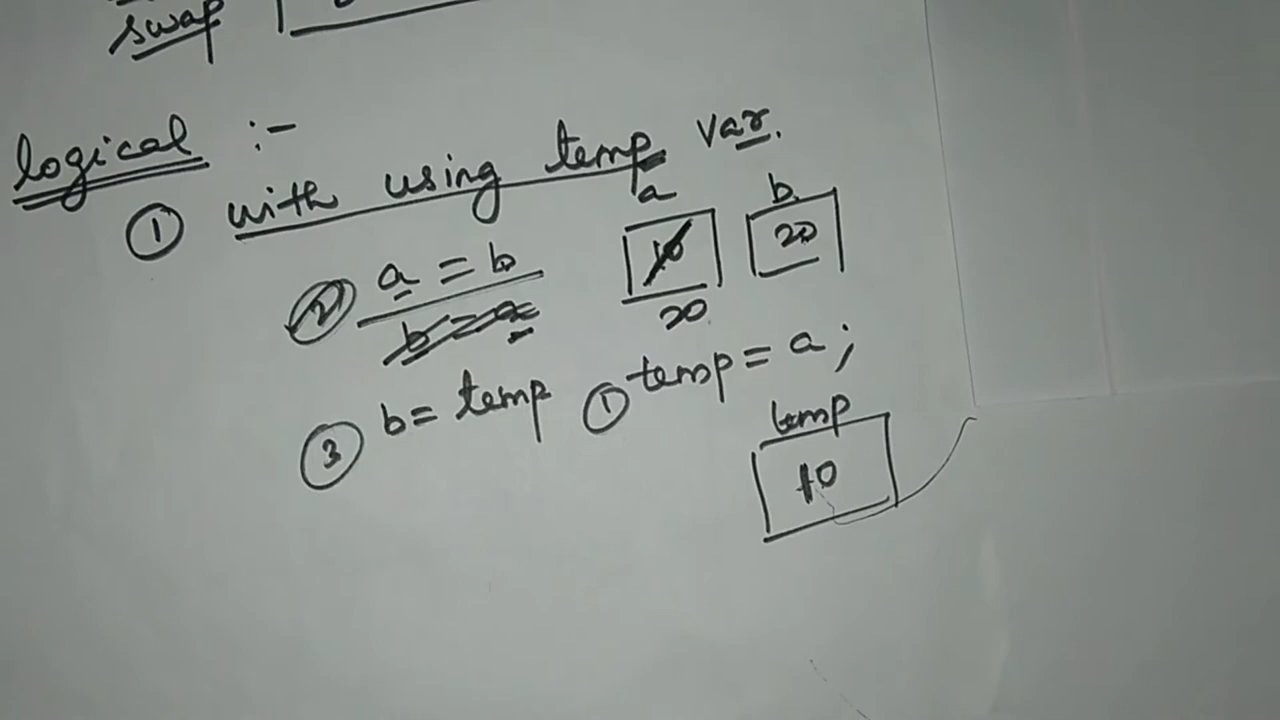 swap
logical :-
① with using temp var.
a b.
② a = b 10 20
b = a 20
① temp = a ;
③ b = temp
temp
10